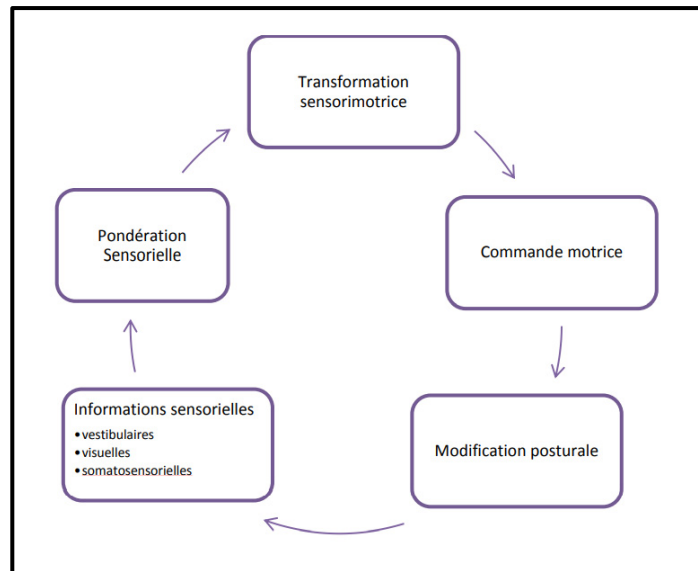 Transformation
sensorimotrice
Pondération
Sensorielle
Commande motrice
Informations sensorielles
•vestibulaires
•visuelles
•somatosensorielles
Modification posturale